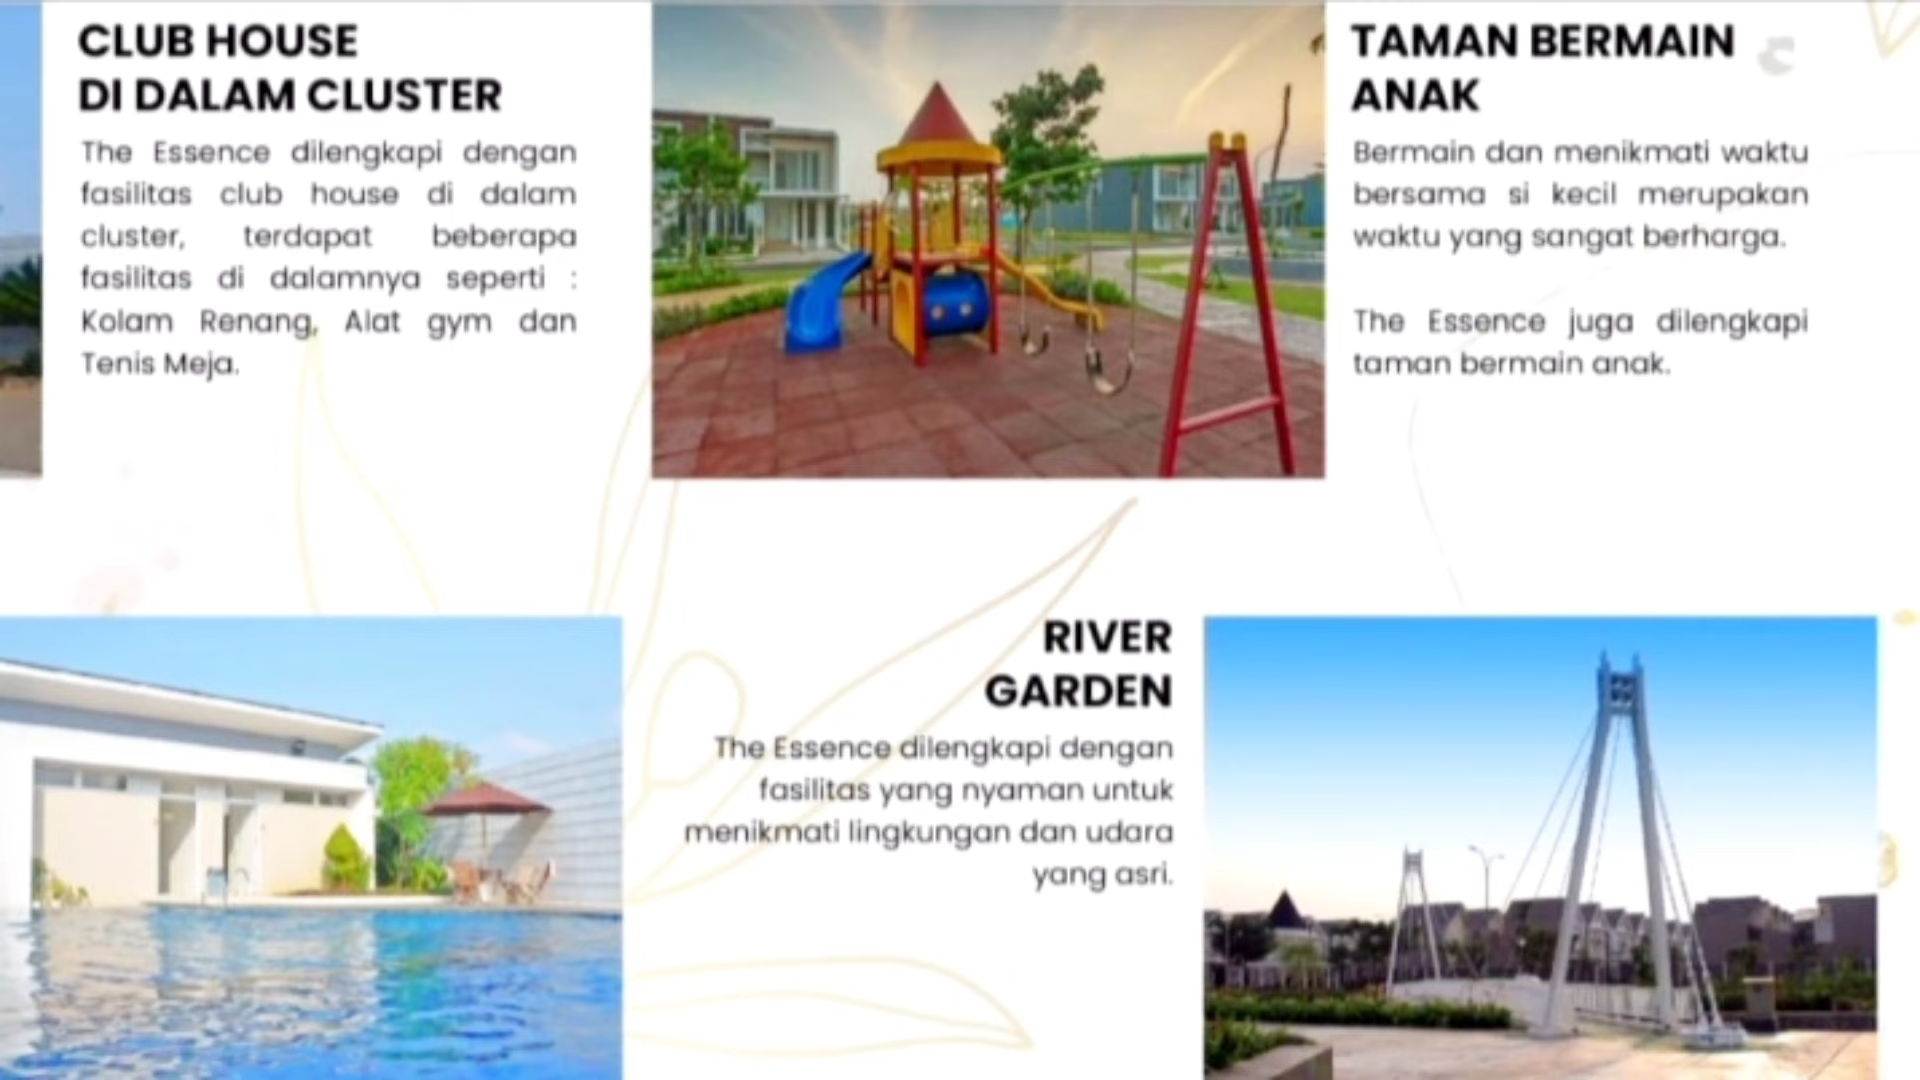 CLUB HOUSE
DI DALAM CLUSTER
The Essence dilengkapi dengan
fasilitas club house di dalam
cluster, terdapat beberapa
fasilitas di dalamnya seperti :
Kolam Renang, Alat gym dan
Tenis Meja.
TAMAN BERMAIN
ANAK
Bermain dan menikmati waktu
bersama si kecil merupakan
waktu yang sangat berharga.
The Essence juga dilengkapi
taman bermain anak.
RIVER
GARDEN
The Essence dilengkapi dengan
fasilitas yang nyaman untuk
menikmati lingkungan dan udara
yang asri.